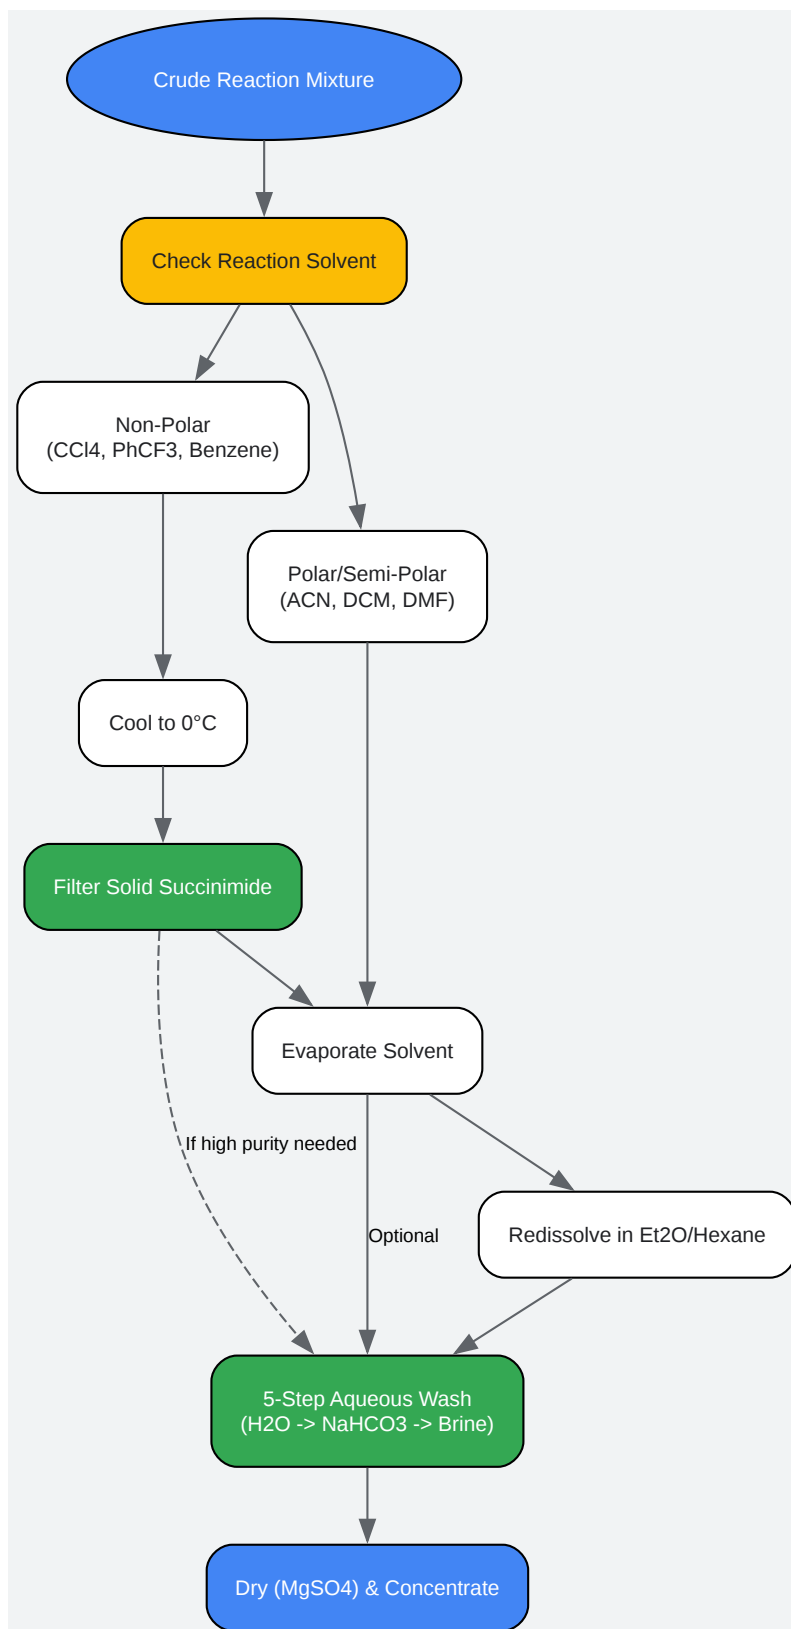 Crude Reaction Mixture
Check Reaction Solvent
Non-Polar
(CCl4, PhCF3, Benzene)
Polar/Semi-Polar
(ACN, DCM, DMF)
Cool to 0°C
Filter Solid Succinimide
Evaporate Solvent
If high purity needed
Optional
Redissolve in Et2O/Hexane
5-Step Aqueous Wash
(H2O -> NaHCO3 -> Brine)
Dry (MgSO4) & Concentrate